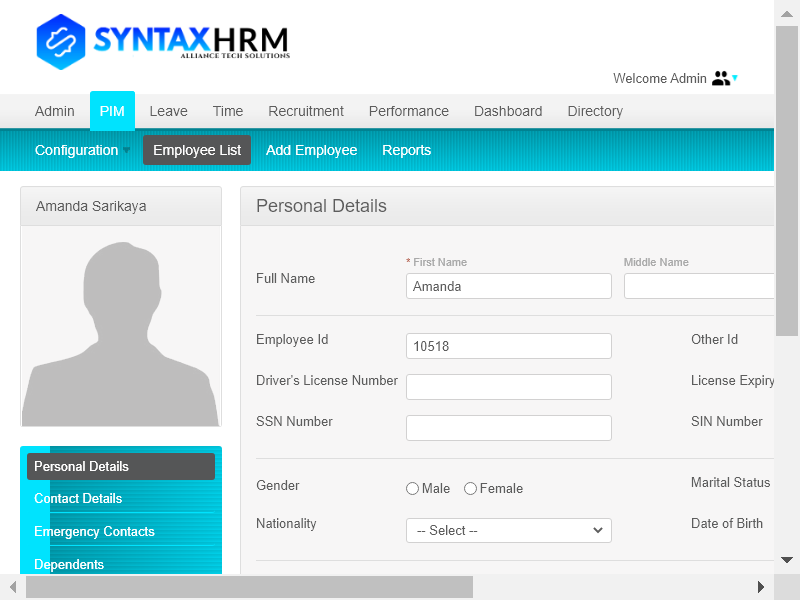 SYNTAXHRM
ALLIANCE TECH SOLUTIONS
Welcome Admin
Admin PIM Leave Time Recruitment Performance Dashboard Directory
Configuration Employee List Add Employee Reports
Amanda Sarikaya
Personal Details
* First Name Middle Name
Full Name
Amanda
Employee Id 10518 Other Id
Driver's License Number License Expiry
SSN Number SIN Number
Gender Male Female Marital Status
Nationality -- Select -- Date of Birth
Personal Details
Contact Details
Emergency Contacts
Dependents